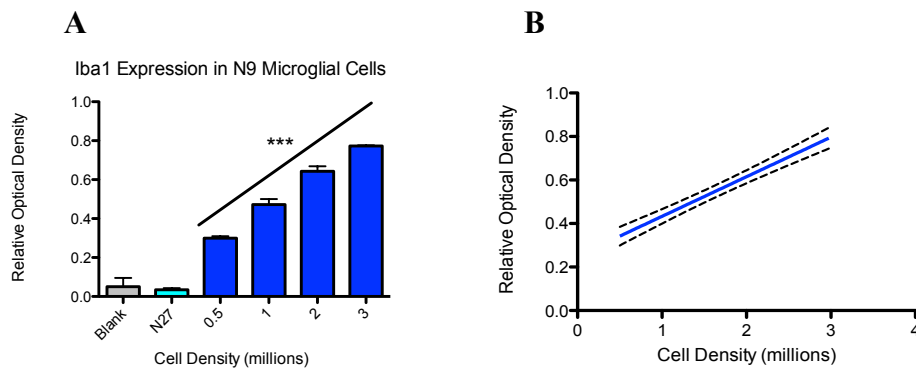 A
Iba1 Expression in N9 Microglial Cells
Relative Optical Density
1.0
0.8
0.6
0.4
0.2
0.0
***
Blank
N27
0.5
1
2
3
Cell Density (millions)
B
Relative Optical Density
1.0
0.8
0.6
0.4
0.2
0.0
0
1
2
3
4
Cell Density (millions)